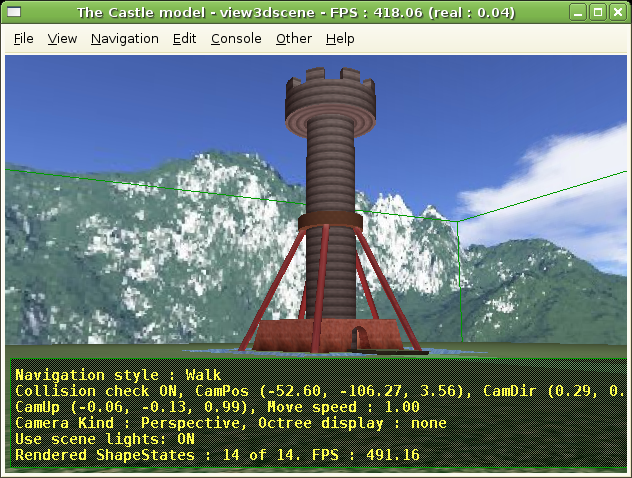 The Castle model - view3dscene - FPS : 418.06 (real : 0.04)
File View Navigation Edit Console Other Help
Navigation style : Walk
Collision check ON, CamPos (-52.60, -106.27, 3.56), CamDir (0.29, 0.
CamUp (-0.06, -0.13, 0.99), Move speed : 1.00
Camera Kind : Perspective, Octree display : none
Use scene lights: ON
Rendered ShapeStates : 14 of 14. FPS : 491.16